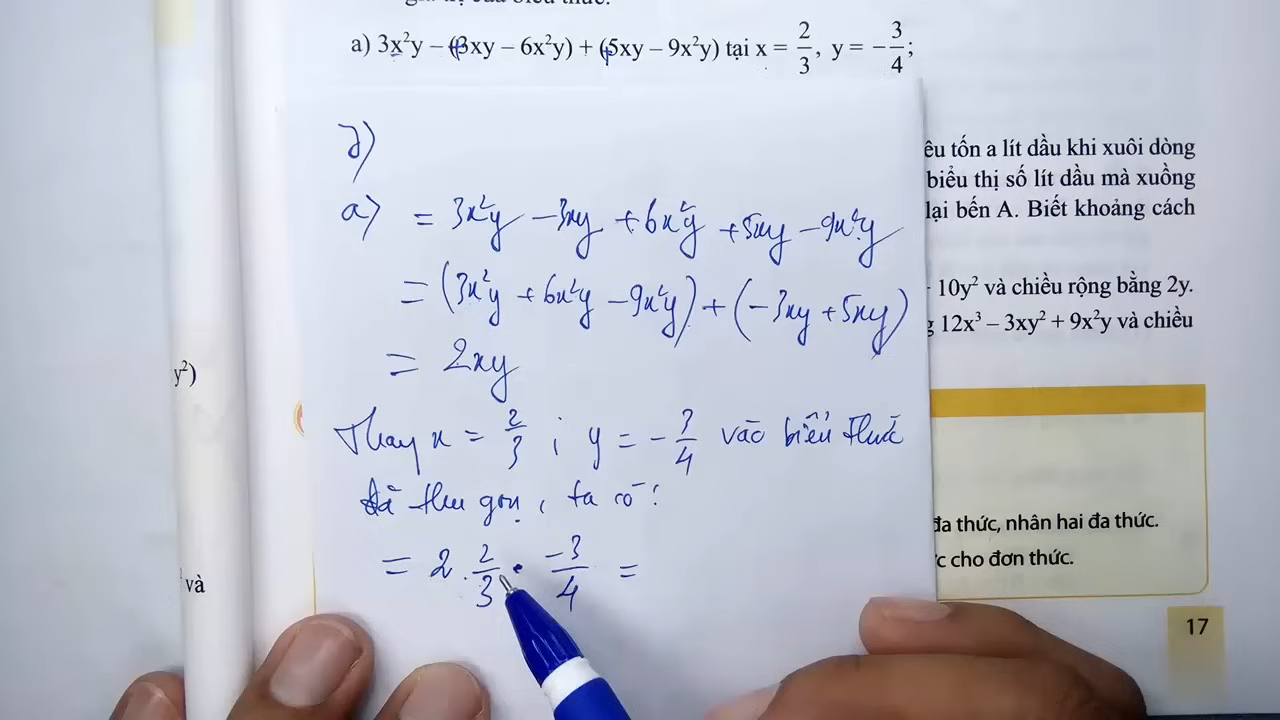 a) 3x²y – (3xy – 6x²y) + (5xy – 9x²y) tại x = 2/3, y = –3/4;
a) = 3x²y – 3xy + 6x²y + 5xy – 9x²y
= (3x²y + 6x²y – 9x²y) + (–3xy + 5xy)
= 2xy
Thay x = 2/3 ; y = –3/4 vào biểu thức
đã thu gọn, ta có:
= 2 . 2/3 . –3/4 =
êu tốn a lít dầu khi xuôi dòng
biểu thị số lít dầu mà xuồng
lại bến A. Biết khoảng cách
10y² và chiều rộng bằng 2y.
12x³ – 3xy² + 9x²y và chiều
đa thức, nhân hai đa thức.
c cho đơn thức.
17
y²)
và